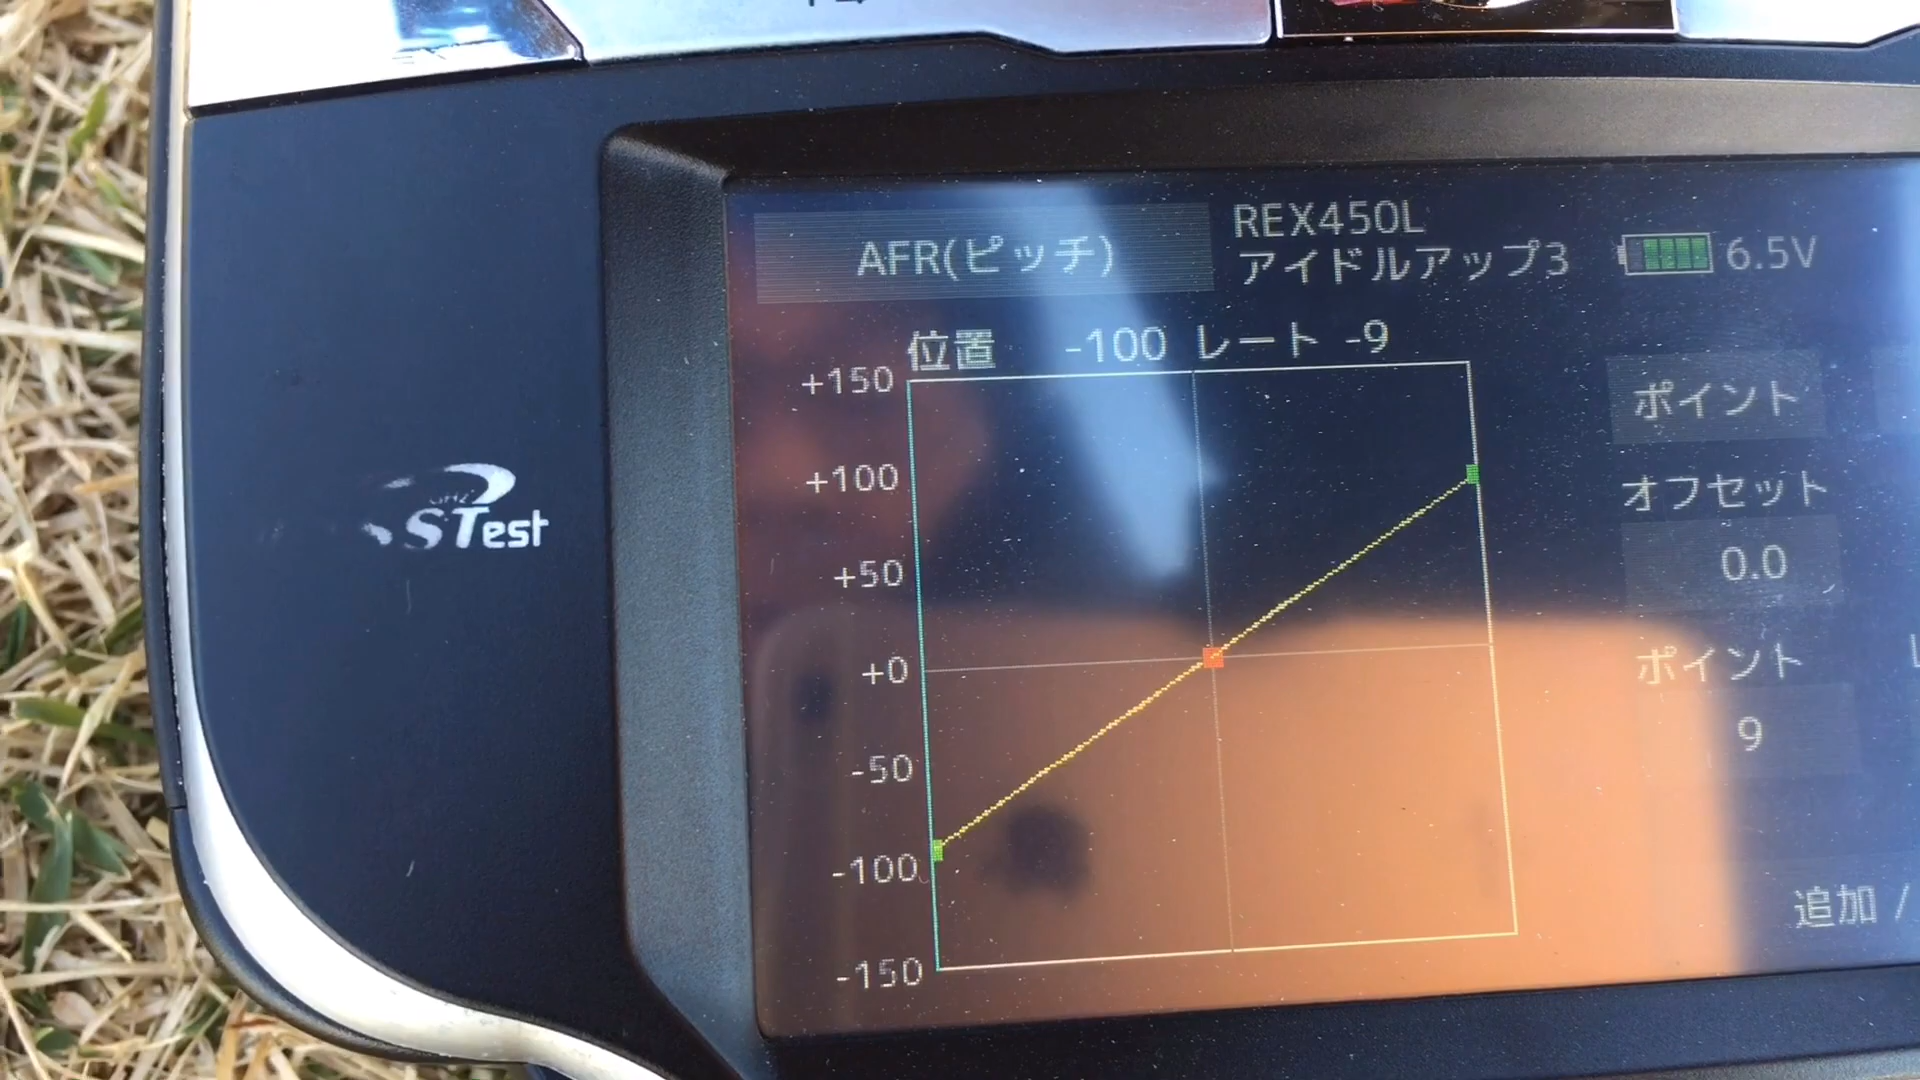 AFR(ピッチ)
REX450L
アイドルアップ3
6.5V
位置 -100 レート -9
+150
+100
+50
+0
-50
-100
-150
ポイント
オフセット
0.0
ポイント
9
追加 /
STest